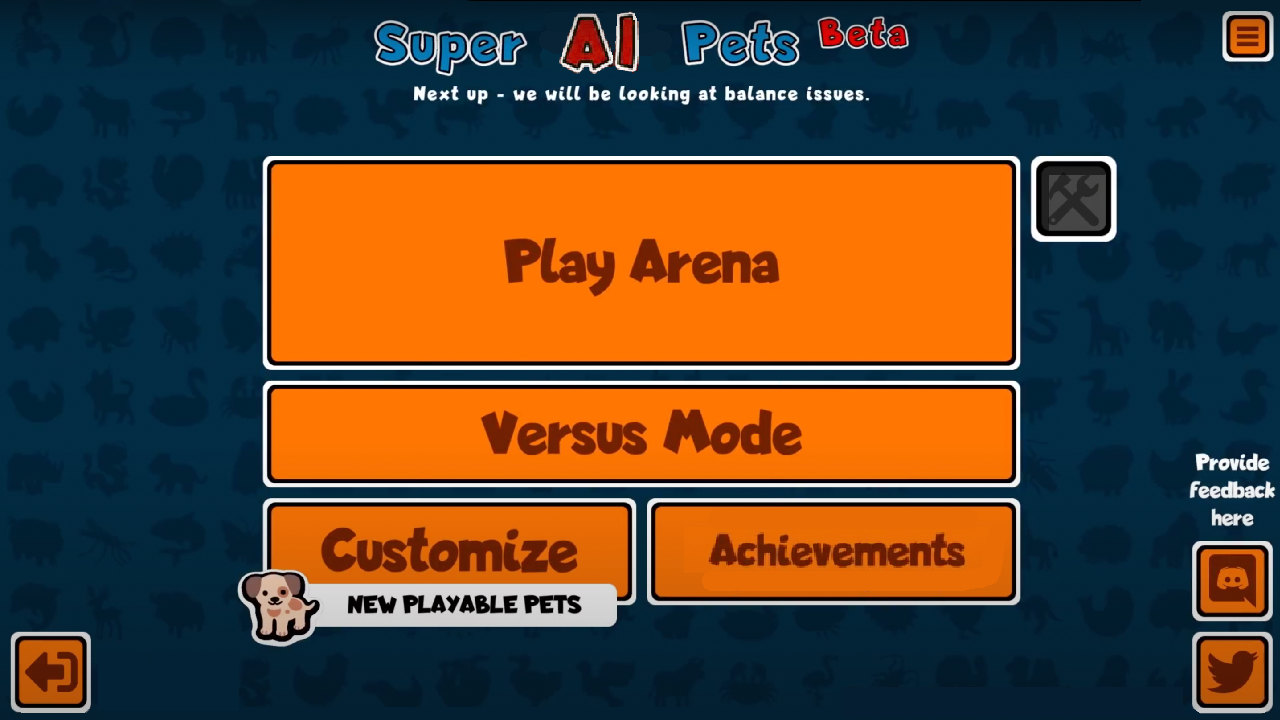 Super AI Pets Beta
Next up - we will be looking at balance issues.
Play Arena
Versus Mode
Customize
Achievements
NEW PLAYABLE PETS
Provide
feedback
here